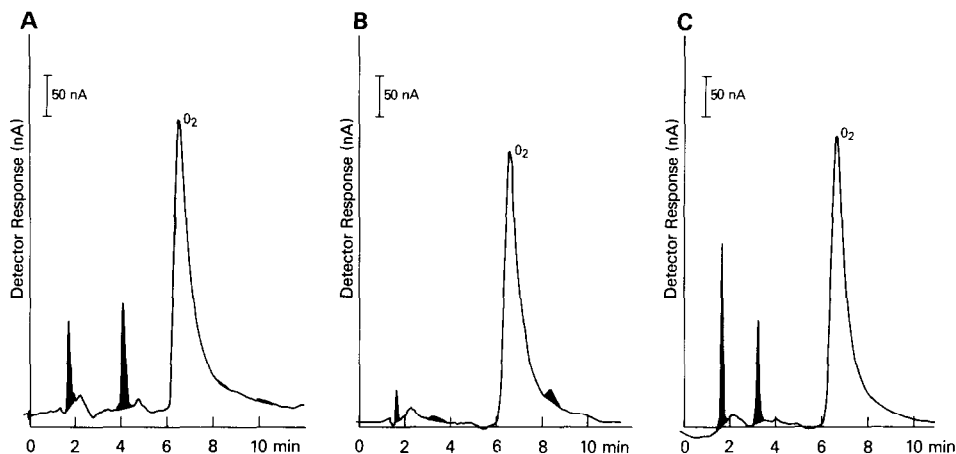 A
50 nA
O2
Detector Response (nA)
0 2 4 6 8 10 min
B
50 nA
O2
Detector Response (nA)
0 2 4 6 8 10 min
C
50 nA
O2
Detector Response (nA)
0 2 4 6 8 10 min